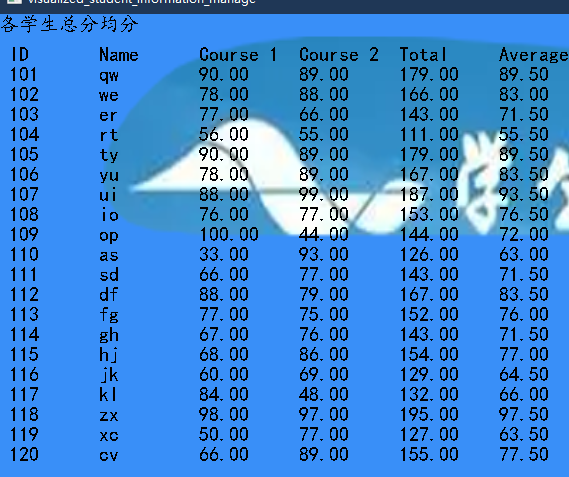 visualized_student_information_manage
各学生总分均分
ID Name Course 1 Course 2 Total Average
101 qw 90.00 89.00 179.00 89.50
102 we 78.00 88.00 166.00 83.00
103 er 77.00 66.00 143.00 71.50
104 rt 56.00 55.00 111.00 55.50
105 ty 90.00 89.00 179.00 89.50
106 yu 78.00 89.00 167.00 83.50
107 ui 88.00 99.00 187.00 93.50
108 io 76.00 77.00 153.00 76.50
109 op 100.00 44.00 144.00 72.00
110 as 33.00 93.00 126.00 63.00
111 sd 66.00 77.00 143.00 71.50
112 df 88.00 79.00 167.00 83.50
113 fg 77.00 75.00 152.00 76.00
114 gh 67.00 76.00 143.00 71.50
115 hj 68.00 86.00 154.00 77.00
116 jk 60.00 69.00 129.00 64.50
117 kl 84.00 48.00 132.00 66.00
118 zx 98.00 97.00 195.00 97.50
119 xc 50.00 77.00 127.00 63.50
120 cv 66.00 89.00 155.00 77.50
学